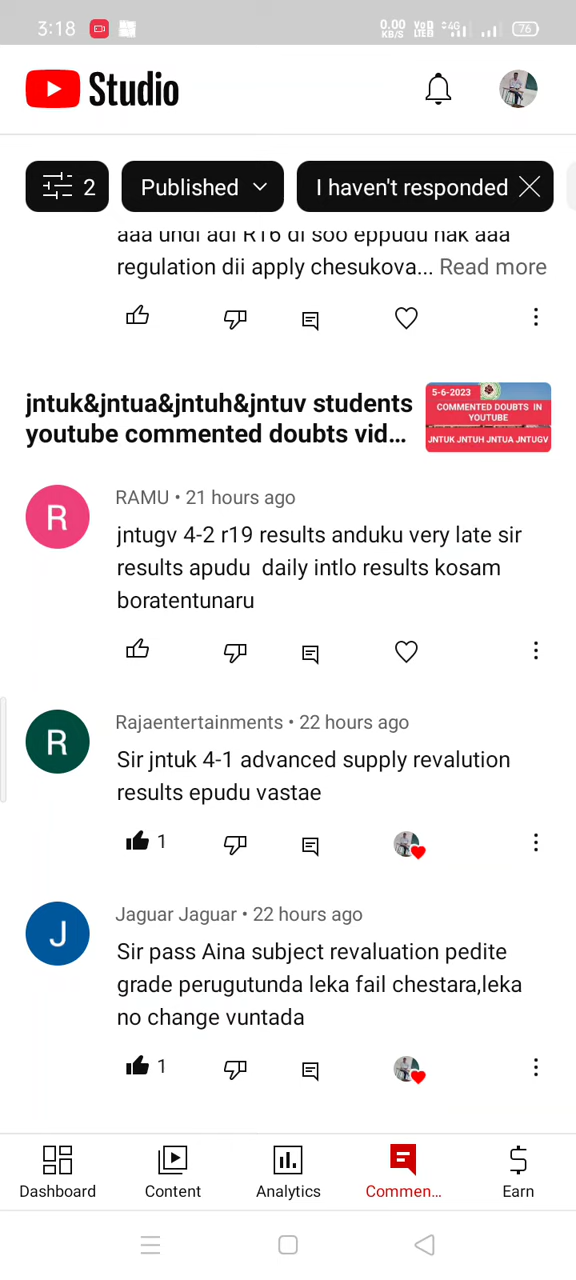 3:18
0.00 KB/S
VoD LTEB
4G
76
Studio
2
Published
I haven't responded
aaa undi adi R16 di soo eppudu nak aaa
regulation dii apply chesukova... Read more
jntuk&jntua&jntuh&jntuv students
youtube commented doubts vid...
5-6-2023
COMMENTED DOUBTS IN
YOUTUBE
JNTUK JNTUH JNTUA JNTUGV
R
RAMU • 21 hours ago
jntugv 4-2 r19 results anduku very late sir
results apudu daily intlo results kosam
boratentunaru
R
Rajaentertainments • 22 hours ago
Sir jntuk 4-1 advanced supply revalution
results epudu vastae
1
J
Jaguar Jaguar • 22 hours ago
Sir pass Aina subject revaluation pedite
grade perugutunda leka fail chestara,leka
no change vuntada
1
Dashboard
Content
Analytics
Commen...
Earn